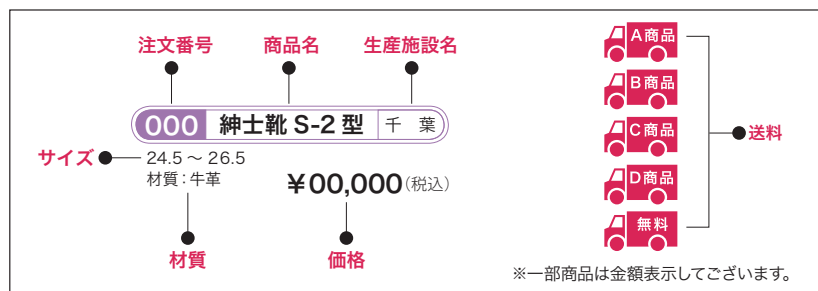 注文番号 商品名 生産施設名
000 紳士靴 S-2 型 千 葉
サイズ 24.5 ～ 26.5
材質：牛革
¥00,000(税込)
材質 価格
A商品
B商品
C商品
D商品
無料
送料
※一部商品は金額表示してございます。